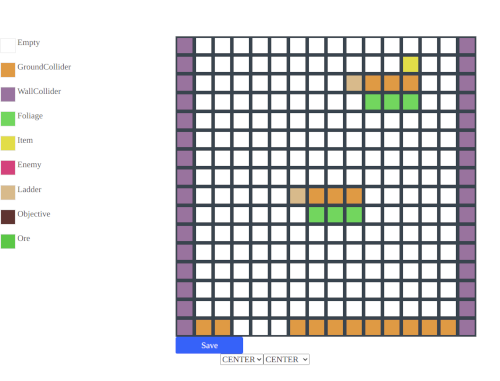 Empty
GroundCollider
WallCollider
Foliage
Item
Enemy
Ladder
Objective
Ore
Save
CENTER CENTER